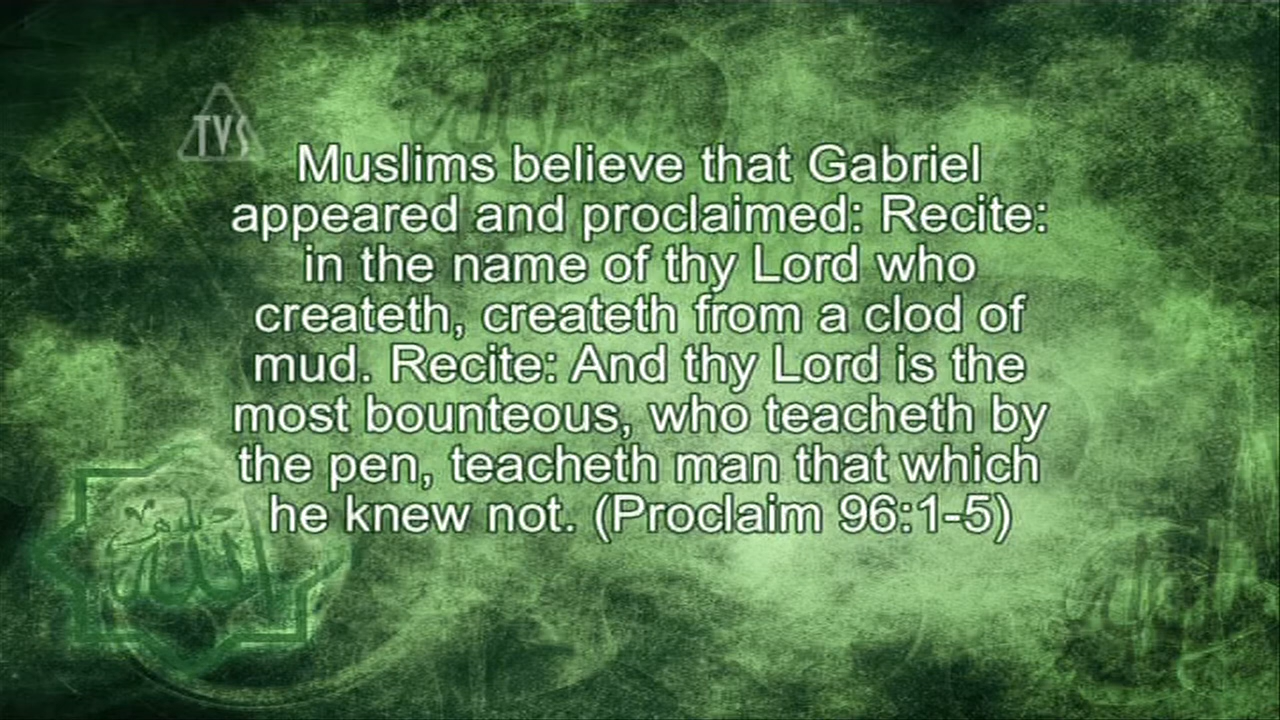 TVS
Muslims believe that Gabriel
appeared and proclaimed: Recite:
in the name of thy Lord who
createth, createth from a clod of
mud. Recite: And thy Lord is the
most bounteous, who teacheth by
the pen, teacheth man that which
he knew not. (Proclaim 96:1-5)
الله